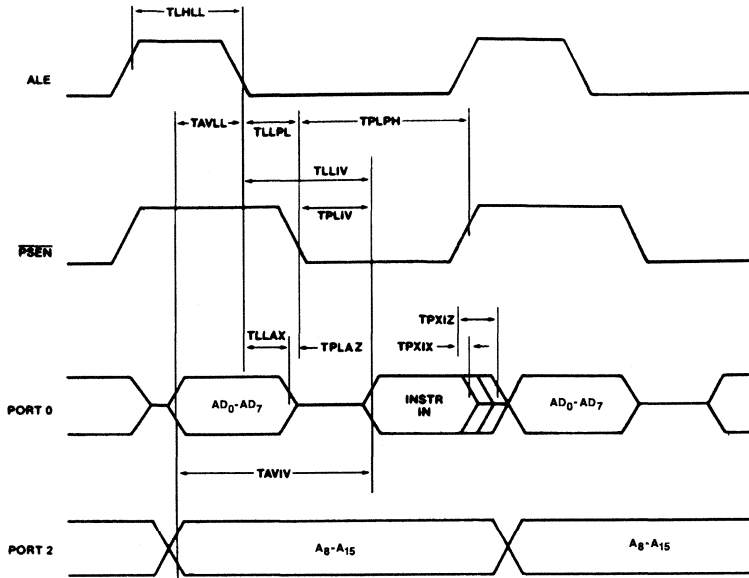 TLHLL
ALE
TAVLL
TLLPL
TPLPH
TLLIV
TPLIV
PSEN
TPXIZ
TLLAX
TPLAZ
TPXIX
PORT 0
AD₀-AD₇
INSTR
IN
AD₀-AD₇
TAVIV
PORT 2
A₈-A₁₅
A₈-A₁₅